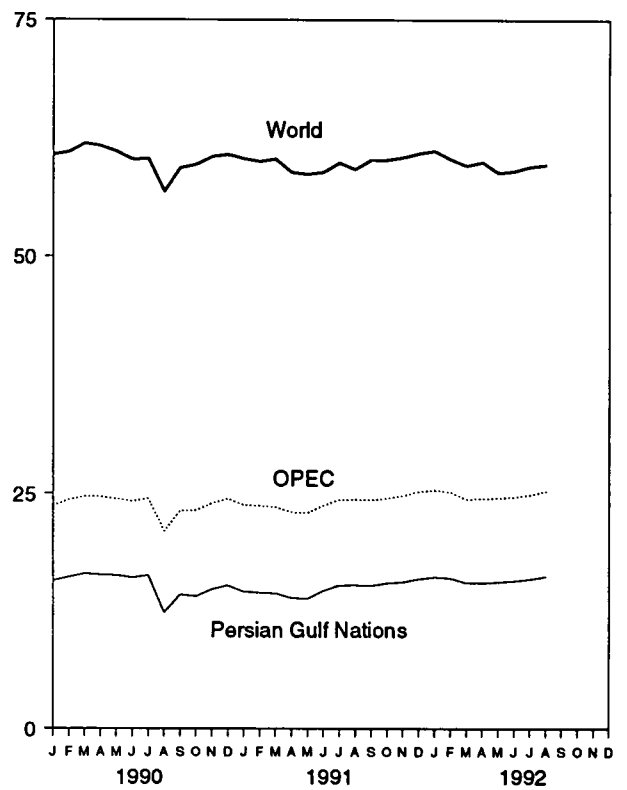 75
World
50
OPEC
25
Persian Gulf Nations
0
J F M A M J J A S O N D J F M A M J J A S O N D J F M A M J J A S O N D
1990 1991 1992